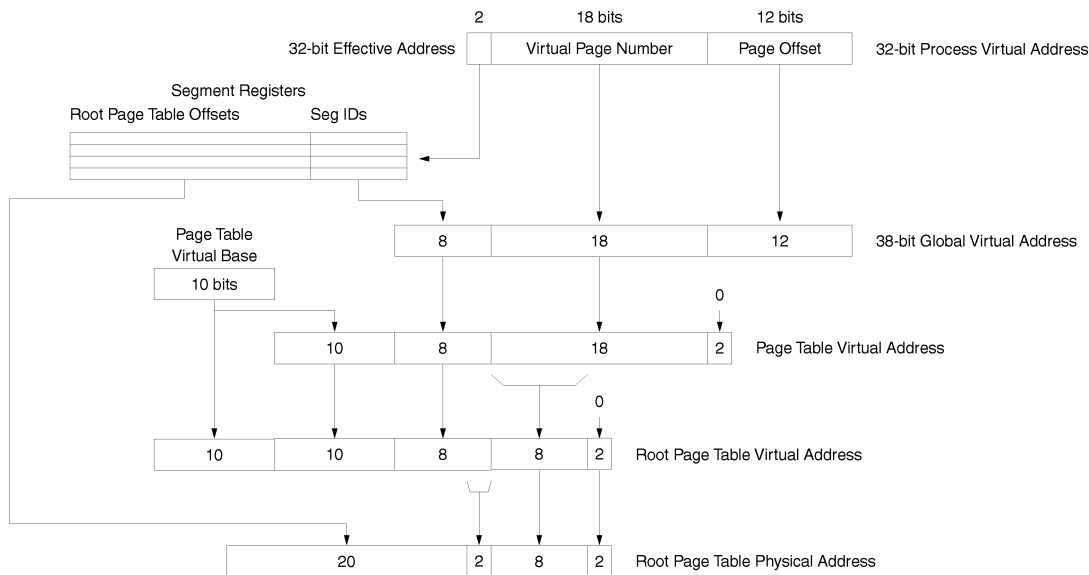 2 18 bits 12 bits
32-bit Effective Address Virtual Page Number Page Offset 32-bit Process Virtual Address
Segment Registers
Root Page Table Offsets Seg IDs
8 18 12 38-bit Global Virtual Address
Page Table
Virtual Base
10 bits
0
10 8 18 2 Page Table Virtual Address
0
10 10 8 8 2 Root Page Table Virtual Address
20 2 8 2 Root Page Table Physical Address